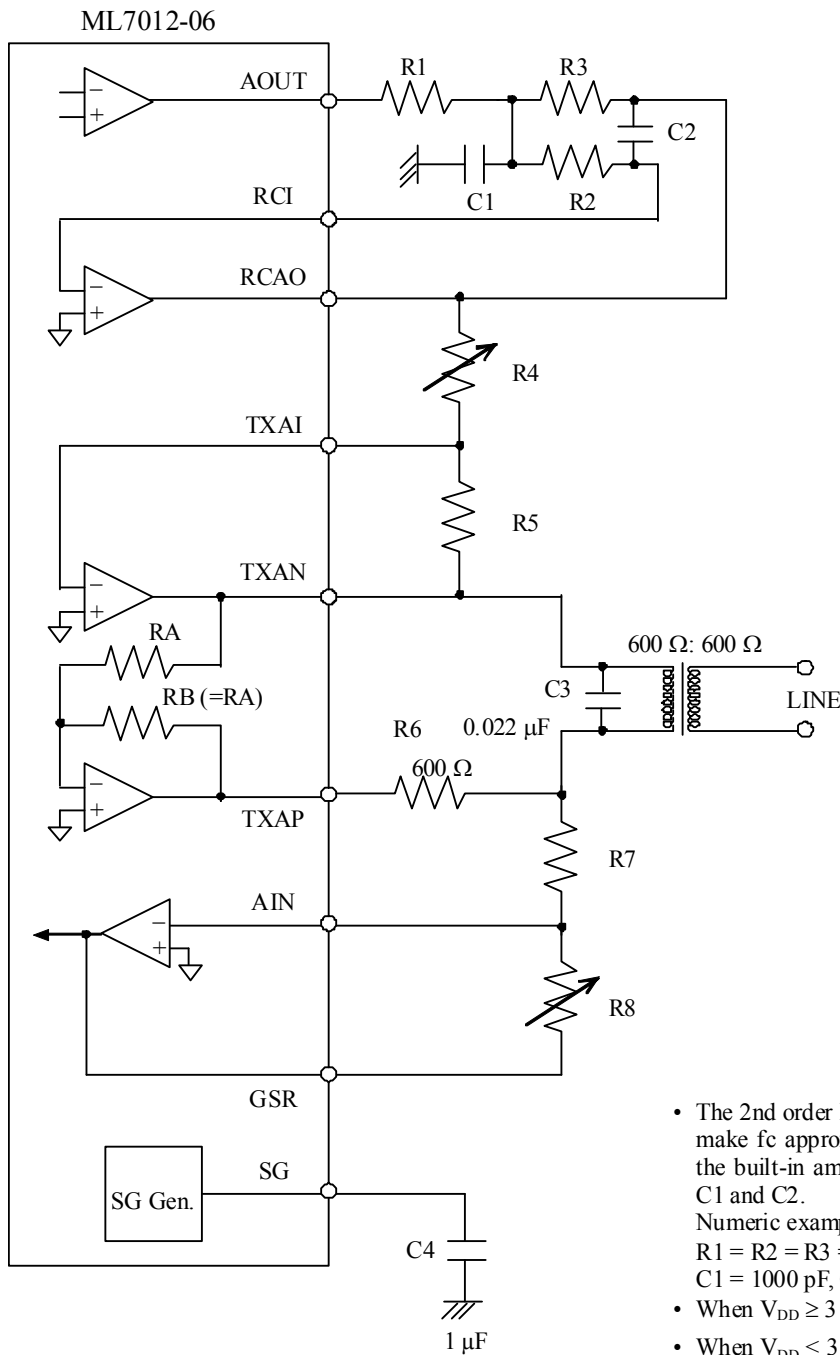 ML7012-06
AOUT
R1
R3
C2
C1
R2
RCI
RCAO
R4
TXAI
R5
TXAN
RA
RB (=RA)
600 Ω: 600 Ω
C3
LINE
R6
0.022 μF
600 Ω
TXAP
R7
AIN
R8
GSR
SG
SG Gen.
C4
1 μF
• The 2nd order
make fc appro
the built-in am
C1 and C2.
Numeric examp
R1 = R2 = R3 =
C1 = 1000 pF,
• When VDD ≥ 3
• When VDD < 3